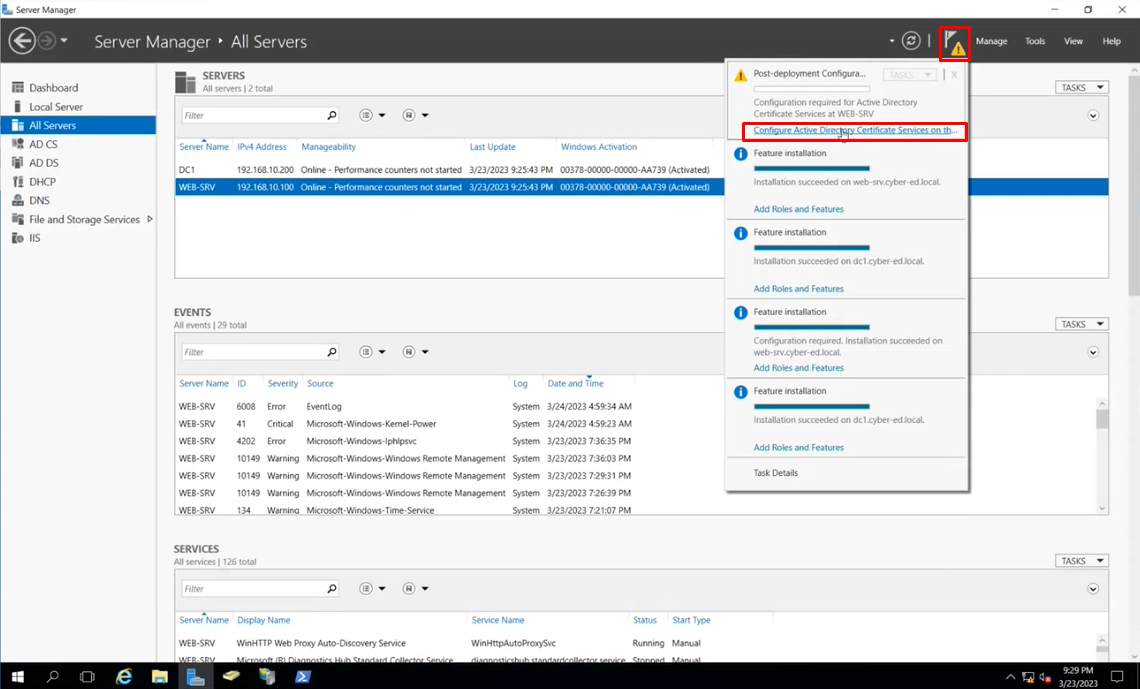 Server Manager
Server Manager • All Servers
Manage Tools View Help
Dashboard
Local Server
All Servers
AD CS
AD DS
DHCP
DNS
File and Storage Services
IIS
SERVERS
All servers | 2 total
TASKS
Filter
Server Name IPv4 Address Manageability Last Update Windows Activation
DC1 192.168.10.200 Online - Performance counters not started 3/23/2023 9:25:43 PM 00378-00000-00000-AA739 (Activated)
WEB-SRV 192.168.10.100 Online - Performance counters not started 3/23/2023 9:25:43 PM 00378-00000-00000-AA739 (Activated)
Post-deployment Configura...
TASKS
X
Configuration required for Active Directory
Certificate Services at WEB-SRV
Configure Active Directory Certificate Services on th...
Feature installation
Installation succeeded on web-srv.cyber-ed.local.
Add Roles and Features
Feature installation
Installation succeeded on dc1.cyber-ed.local.
Add Roles and Features
Feature installation
Configuration required. Installation succeeded on
web-srv.cyber-ed.local.
Add Roles and Features
Feature installation
Installation succeeded on dc1.cyber-ed.local.
Add Roles and Features
Task Details
EVENTS
All events | 29 total
TASKS
Filter
Server Name ID Severity Source Log Date and Time
WEB-SRV 6008 Error EventLog System 3/24/2023 4:59:34 AM
WEB-SRV 41 Critical Microsoft-Windows-Kernel-Power System 3/24/2023 4:59:23 AM
WEB-SRV 4202 Error Microsoft-Windows-Iphlpsvc System 3/23/2023 7:36:35 PM
WEB-SRV 10149 Warning Microsoft-Windows-Windows Remote Management System 3/23/2023 7:36:03 PM
WEB-SRV 10149 Warning Microsoft-Windows-Windows Remote Management System 3/23/2023 7:29:31 PM
WEB-SRV 10149 Warning Microsoft-Windows-Windows Remote Management System 3/23/2023 7:26:39 PM
WEB-SRV 134 Warning Microsoft-Windows-Time-Service System 3/23/2023 7:21:07 PM
SERVICES
All services | 126 total
TASKS
Filter
Server Name Display Name Service Name Status Start Type
WEB-SRV WinHTTP Web Proxy Auto-Discovery Service WinHttpAutoProxySvc Running Manual
WEB-SRV Microsoft (R) Diagnostics Hub Standard Collector Service diagnosticshub.standardcollector.service Stopped Manual
9:29 PM
3/23/2023